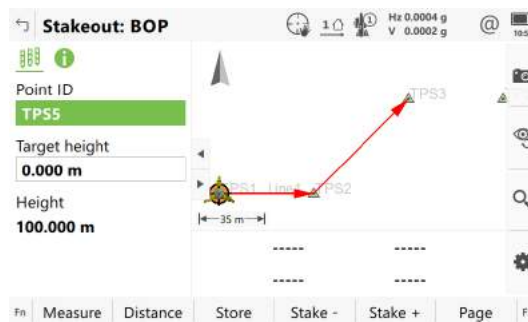 Stakeout: BOP
1
1
Hz 0.0004 g
V 0.0002 g
@
Point ID
TPS5
Target height
0.000 m
Height
100.000 m
TPS3
TPS1 Line1 TPS2
35 m
----- -----
----- -----
Fn Measure Distance Store Stake - Stake + Page